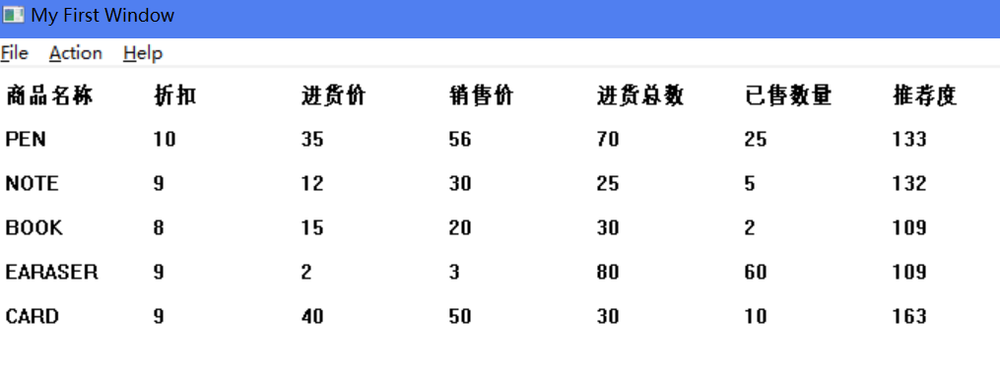 My First Window
File Action Help
商品名称 折扣 进货价 销售价 进货总数 已售数量 推荐度
PEN 10 35 56 70 25 133
NOTE 9 12 30 25 5 132
BOOK 8 15 20 30 2 109
EARASER 9 2 3 80 60 109
CARD 9 40 50 30 10 163